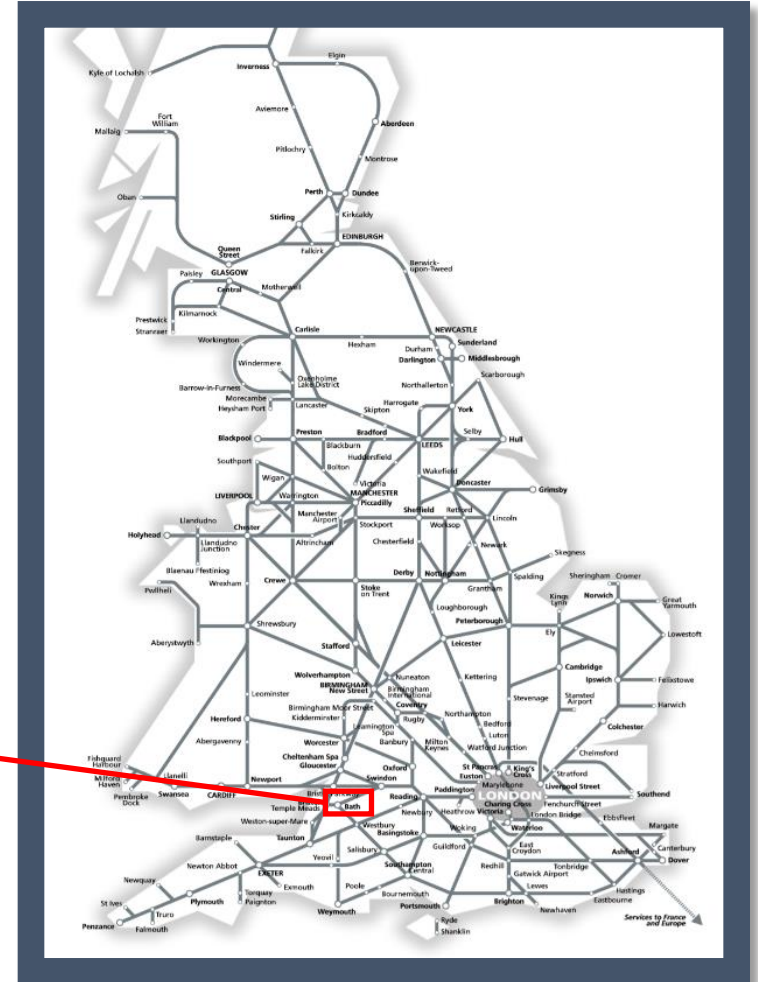 Elgin
Inverness
Kyle of Lochalsh
Aviemore
Fort
William
Aberdeen
Mallaig
Pitlochry
Montrose
Perth
Dundee
Oban
Stirling
Kirkcaldy
EDINBURGH
Queen
Street
Falkirk
Berwick-
upon-Tweed
Paisley
GLASGOW
Central
Motherwell
Prestwick
Kilmarnock
Stranraer
Carlisle
NEWCASTLE
Workington
Hexham
Sunderland
Durham
Darlington
Middlesbrough
Windermere
Scarborough
Oxenholme
Lake District
Barrow-in-Furness
Northallerton
Morecambe
Lancaster
Harrogate
York
Heysham Port
Skipton
Blackpool
Preston
Bradford
Selby
Hull
Blackburn
LEEDS
Southport
Huddersfield
Bolton
Wakefield
Wigan
Victoria
Doncaster
Grimsby
LIVERPOOL
Warrington
MANCHESTER
Piccadilly
Manchester
Airport
Sheffield
Retford
Lincoln
Llandudno
Stockport
Worksop
Holyhead
Chester
Llandudno
Junction
Altrincham
Chesterfield
Newark
Skegness
Blaenau Ffestiniog
Derby
Nottingham
Spalding
Sheringham
Cromer
Pwllheli
Wrexham
Crewe
Stoke
on Trent
Grantham
Kings
Lynn
Norwich
Great
Yarmouth
Loughborough
Shrewsbury
Peterborough
Ely
Lowestoft
Aberystwyth
Stafford
Leicester
Wolverhampton
Cambridge
BIRMINGHAM
New Street
Nuneaton
Kettering
Ipswich
Felixstowe
Birmingham
International
Leominster
Stevenage
Stansted
Airport
Harwich
Birmingham Moor Street
Coventry
Hereford
Kidderminster
Rugby
Northampton
Leamington
Spa
Bedford
Colchester
Abergavenny
Worcester
Banbury
Milton
Keynes
Luton
Watford Junction
Chelmsford
Cheltenham Spa
Gloucester
Oxford
St Pancras
Euston
King's
Cross
Stratford
Fishguard
Harbour
Llanelli
Newport
Swindon
Marylebone
Liverpool Street
Milford
Haven
Paddington
LONDON
Southend
Pembroke
Dock
Swansea
CARDIFF
Reading
Charing Cross
Fenchurch Street
Temple Meads
Bath
Newbury
Heathrow
Victoria
London Bridge
Ebbsfleet
Weston-super-Mare
Westbury
Basingstoke
Woking
Waterloo
Margate
Barnstaple
Taunton
Salisbury
Guildford
East
Croydon
Canterbury
Yeovil
Southampton
Central
Redhill
Tonbridge
Ashford
Dover
Newton Abbot
EXETER
Gatwick Airport
Newquay
Exmouth
Poole
Lewes
Hastings
St Ives
Plymouth
Torquay
Paignton
Bournemouth
Eastbourne
Truro
Weymouth
Portsmouth
Brighton
Newhaven
Penzance
Falmouth
Ryde
Shanklin
Services to France
and Europe